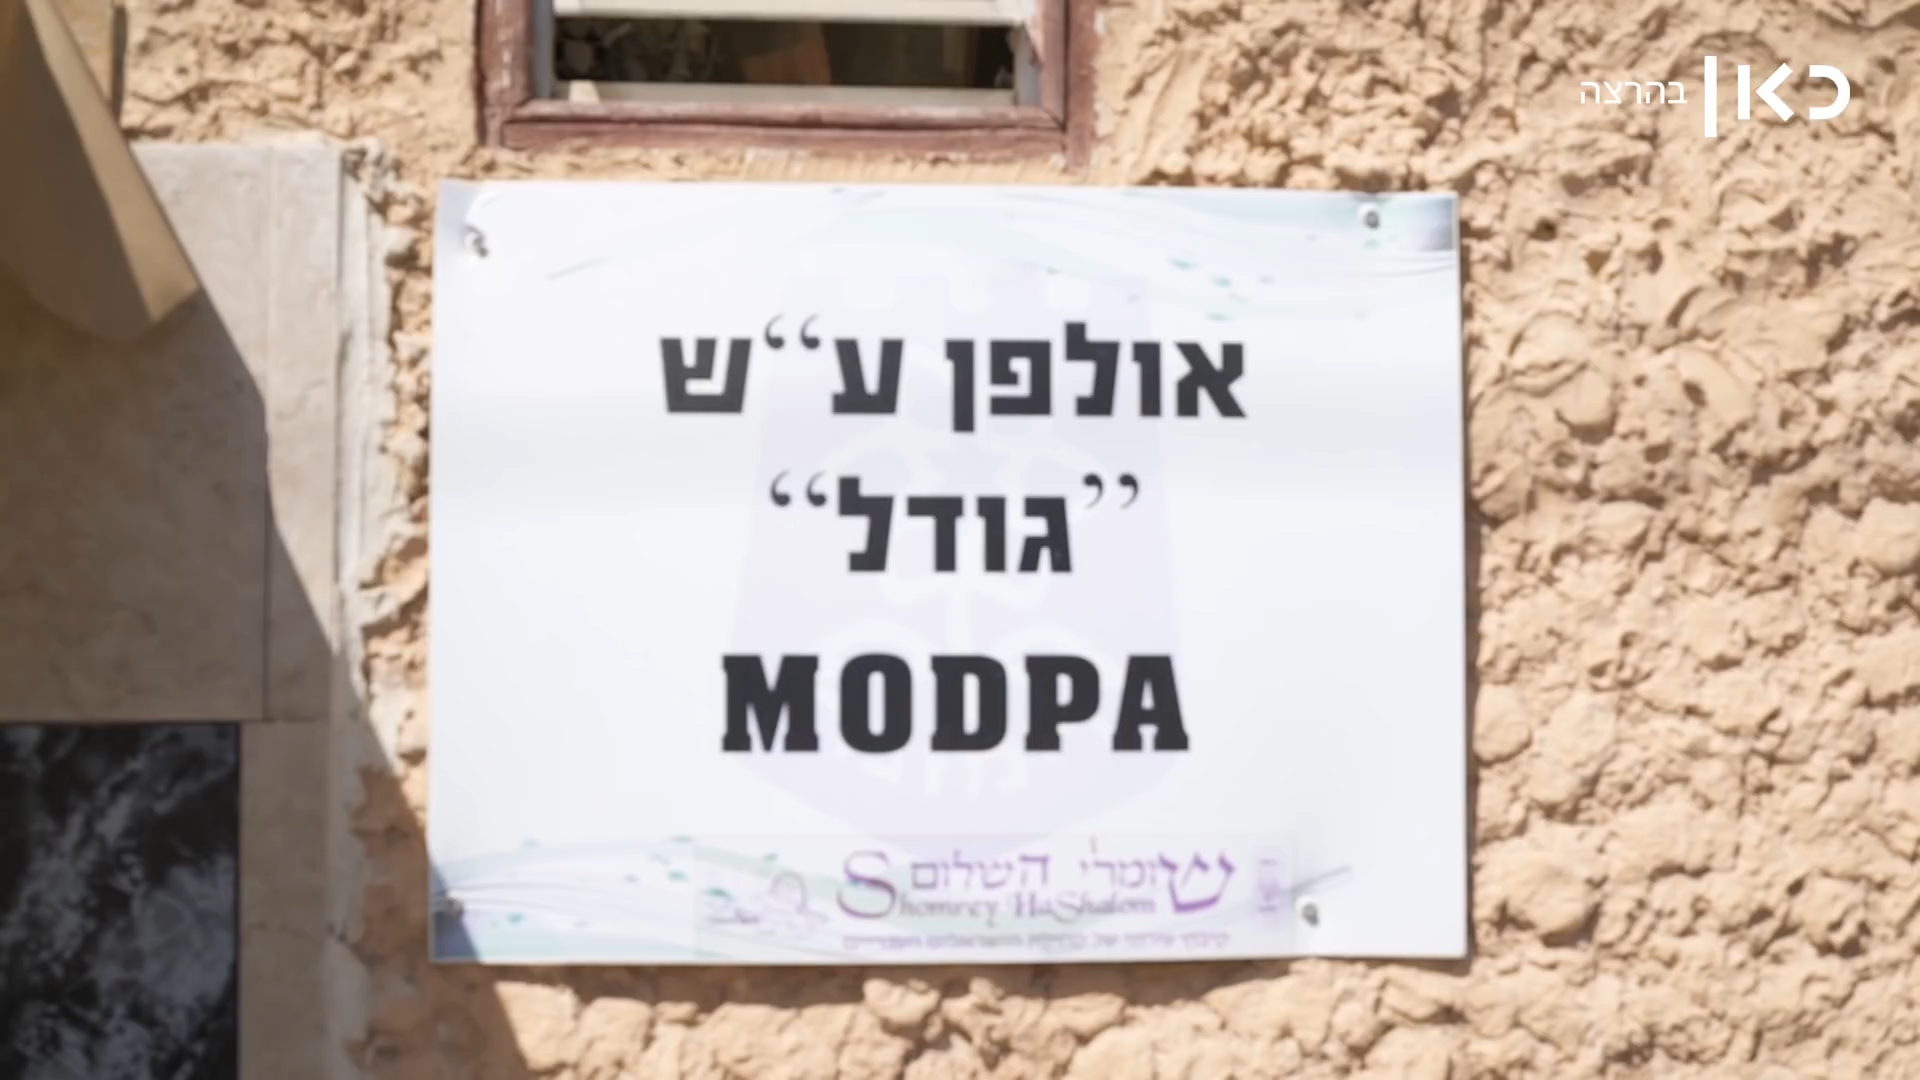 כאן בהרצה
אולפן ע“ש
”גודל“
MODPA
שומרי השלום
Shomrey HaShalom